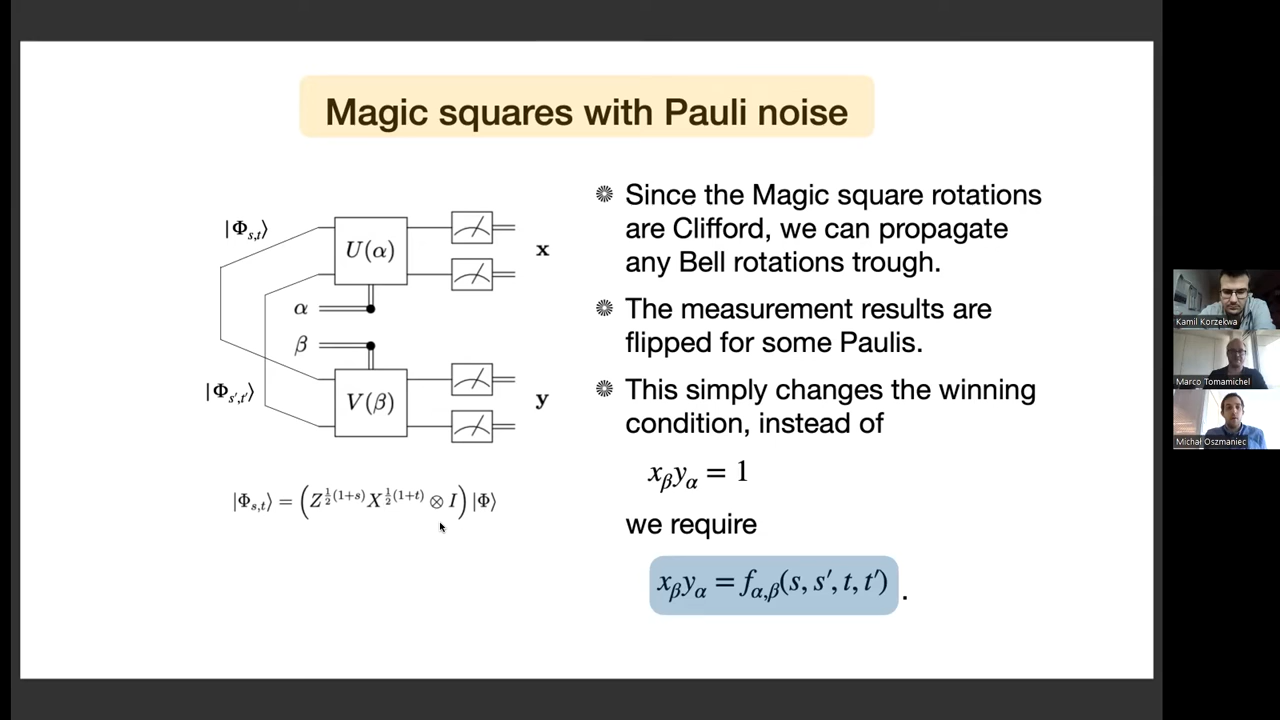 Magic squares with Pauli noise
|Φs,t⟩
U(α)
x
α
β
|Φs′,t′⟩
V(β)
y
|Φs,t⟩ = (Z^½(1+s) X^½(1+t) ⊗ I) |Φ⟩
Since the Magic square rotations
are Clifford, we can propagate
any Bell rotations trough.
The measurement results are
flipped for some Paulis.
This simply changes the winning
condition, instead of
xβyα = 1
we require
xβyα = fα,β(s, s′, t, t′) .
Kamil Korzekwa
Marco Tomamichel
Michał Oszmaniec